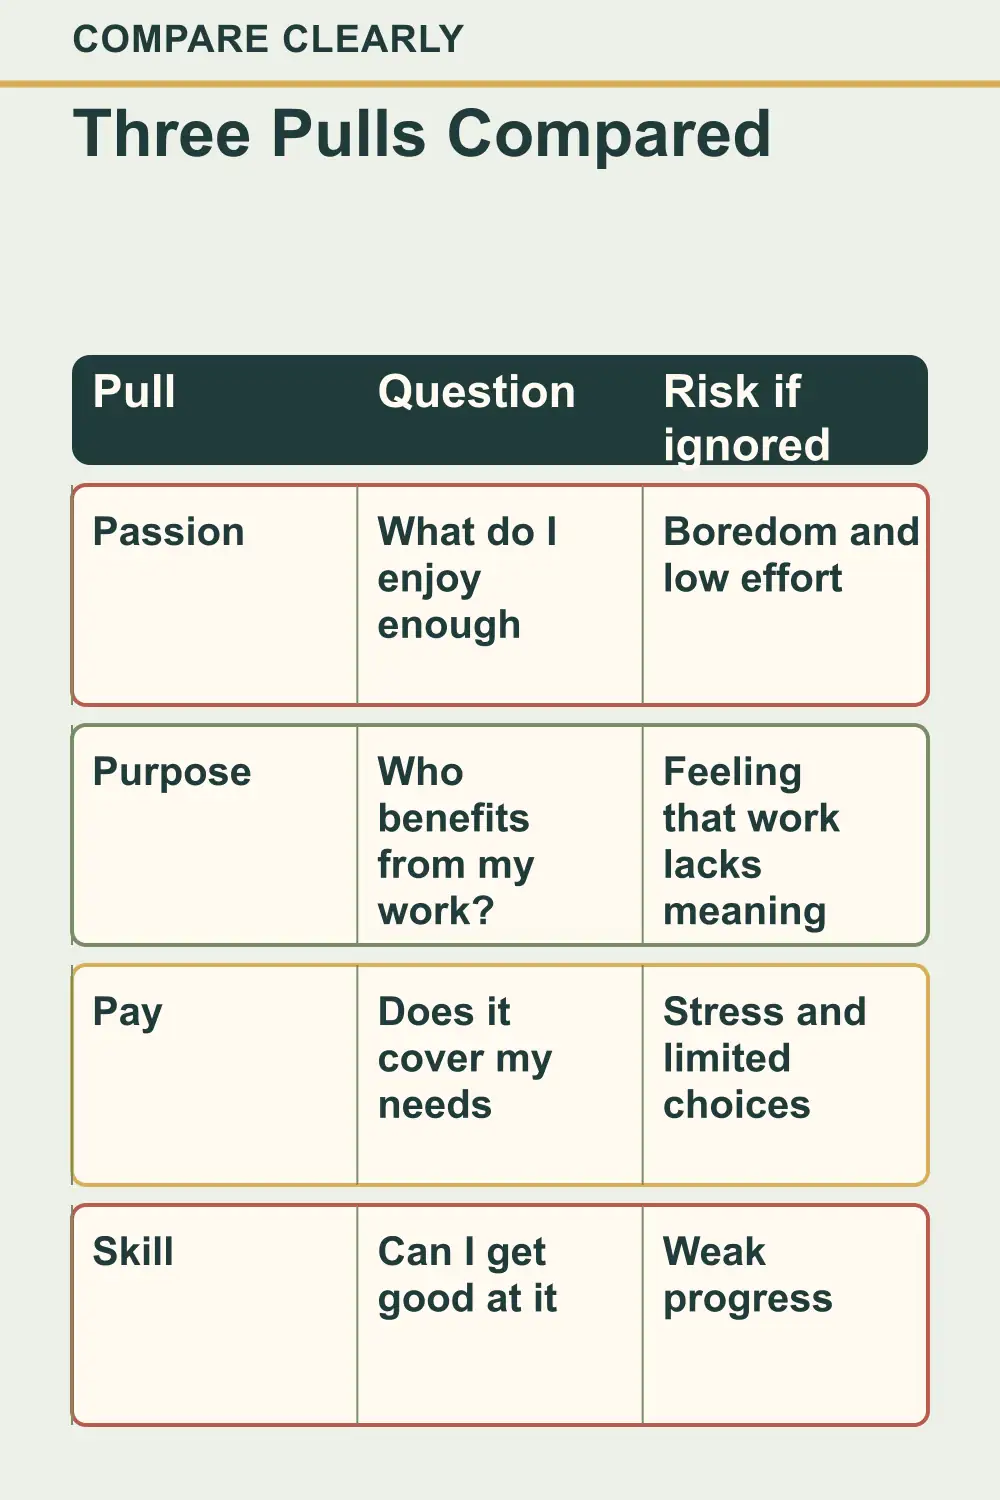 COMPARE CLEARLY
Three Pulls Compared
Pull
Question
Risk if
ignored
Passion
What do I
enjoy
enough
Boredom and
low effort
Purpose
Who
benefits
from my
work?
Feeling
that work
lacks
meaning
Pay
Does it
cover my
needs
Stress and
limited
choices
Skill
Can I get
good at it
Weak
progress